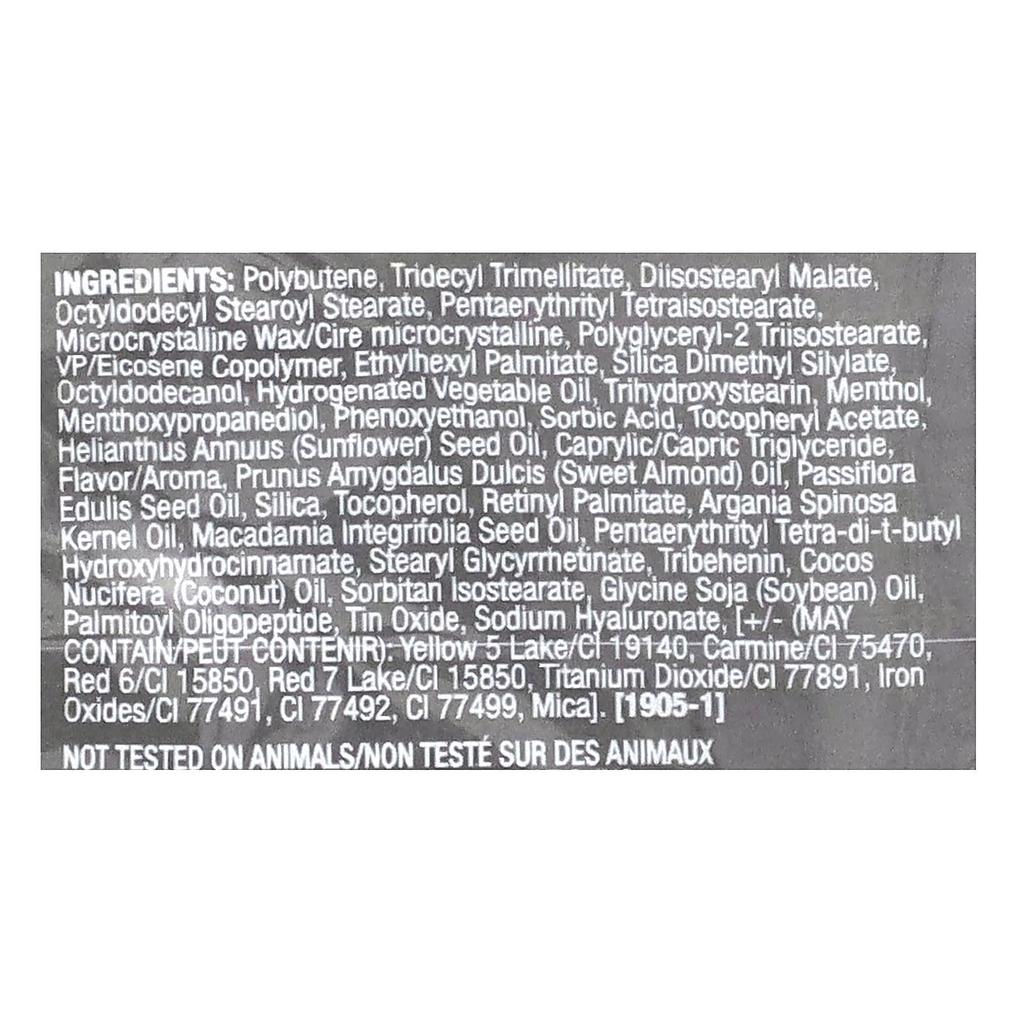 INGREDIENTS: Polybutene, Tridecyl Trimellitate, Diisostearyl Malate,
Octyldodecyl Stearoyl Stearate, Pentaerythrityl Tetraisostearate,
Microcrystalline Wax/Cire microcrystalline, Polyglyceryl-2 Triisostearate,
VP/Eicosene Copolymer, Ethylhexyl Palmitate, Silica Dimethyl Silylate,
Octyldodecanol, Hydrogenated Vegetable Oil, Trihydroxystearin, Menthol,
Menthoxypropanediol, Phenoxyethanol, Sorbic Acid, Tocopheryl Acetate,
Helianthus Annuus (Sunflower) Seed Oil, Caprylic/Capric Triglyceride,
Flavor/Aroma, Prunus Amygdalus Dulcis (Sweet Almond) Oil, Passiflora
Edulis Seed Oil, Silica, Tocopherol, Retinyl Palmitate, Argania Spinosa
Kernel Oil, Macadamia Integrifolia Seed Oil, Pentaerythrityl Tetra-di-t-butyl
Hydroxyhydrocinnamate, Stearyl Glycyrrhetinate, Tribehenin, Cocos
Nucifera (Coconut) Oil, Sorbitan Isostearate, Glycine Soja (Soybean) Oil,
Palmitoyl Oligopeptide, Tin Oxide, Sodium Hyaluronate, [+/- (MAY
CONTAIN/PEUT CONTENIR): Yellow 5 Lake/CI 19140, Carmine/CI 75470,
Red 6/CI 15850, Red 7 Lake/CI 15850, Titanium Dioxide/CI 77891, Iron
Oxides/CI 77491, CI 77492, CI 77499, Mica]. [1905-1]
NOT TESTED ON ANIMALS/NON TESTÉ SUR DES ANIMAUX